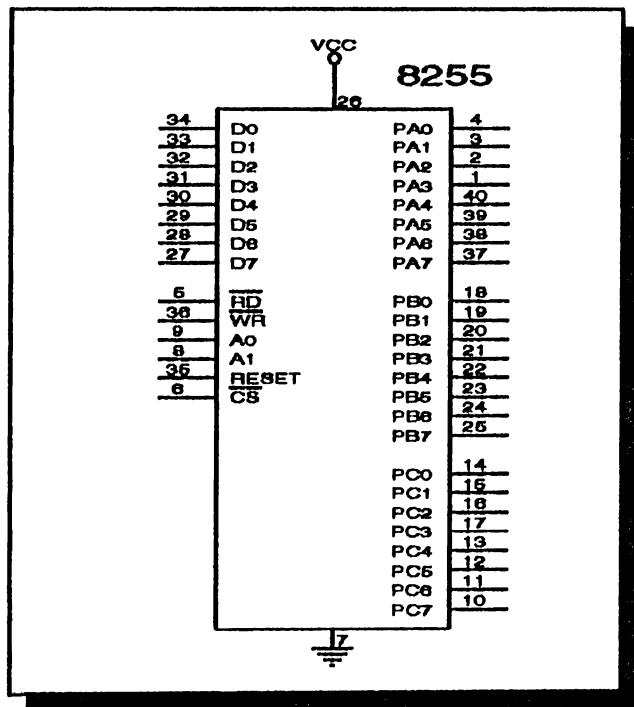 VCC
8255
26
34 D0 PA0 4
33 D1 PA1 3
32 D2 PA2 2
31 D3 PA3 1
30 D4 PA4 40
29 D5 PA5 39
28 D6 PA6 38
27 D7 PA7 37
5 RD PB0 18
36 WR PB1 19
9 A0 PB2 20
8 A1 PB3 21
35 RESET PB4 22
6 CS PB5 23
PB6 24
PB7 25
PC0 14
PC1 15
PC2 16
PC3 17
PC4 13
PC5 12
PC6 11
PC7 10
7